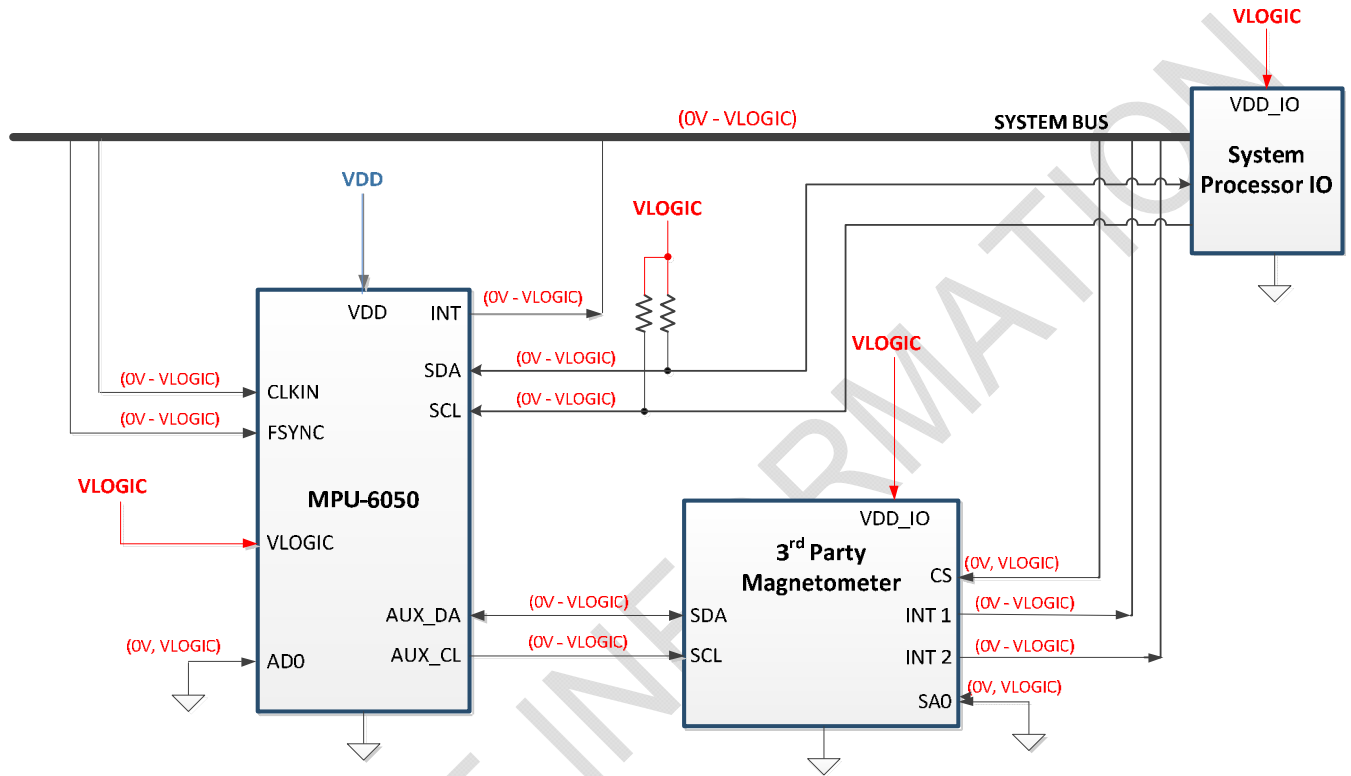 VLOGIC
VDD_IO
System
Processor IO
(0V - VLOGIC)
SYSTEM BUS
VDD
VLOGIC
VDD
INT
(0V - VLOGIC)
SDA
(0V - VLOGIC)
SCL
(0V - VLOGIC)
(0V - VLOGIC)
CLKIN
(0V - VLOGIC)
FSYNC
MPU-6050
VLOGIC
VLOGIC
AUX_DA
(0V - VLOGIC)
AUX_CL
(0V - VLOGIC)
(0V, VLOGIC)
AD0
VLOGIC
VDD_IO
3rd Party
Magnetometer
CS
(0V, VLOGIC)
SDA
INT 1
(0V - VLOGIC)
SCL
INT 2
(0V - VLOGIC)
SA0
(0V, VLOGIC)
INFORMATION